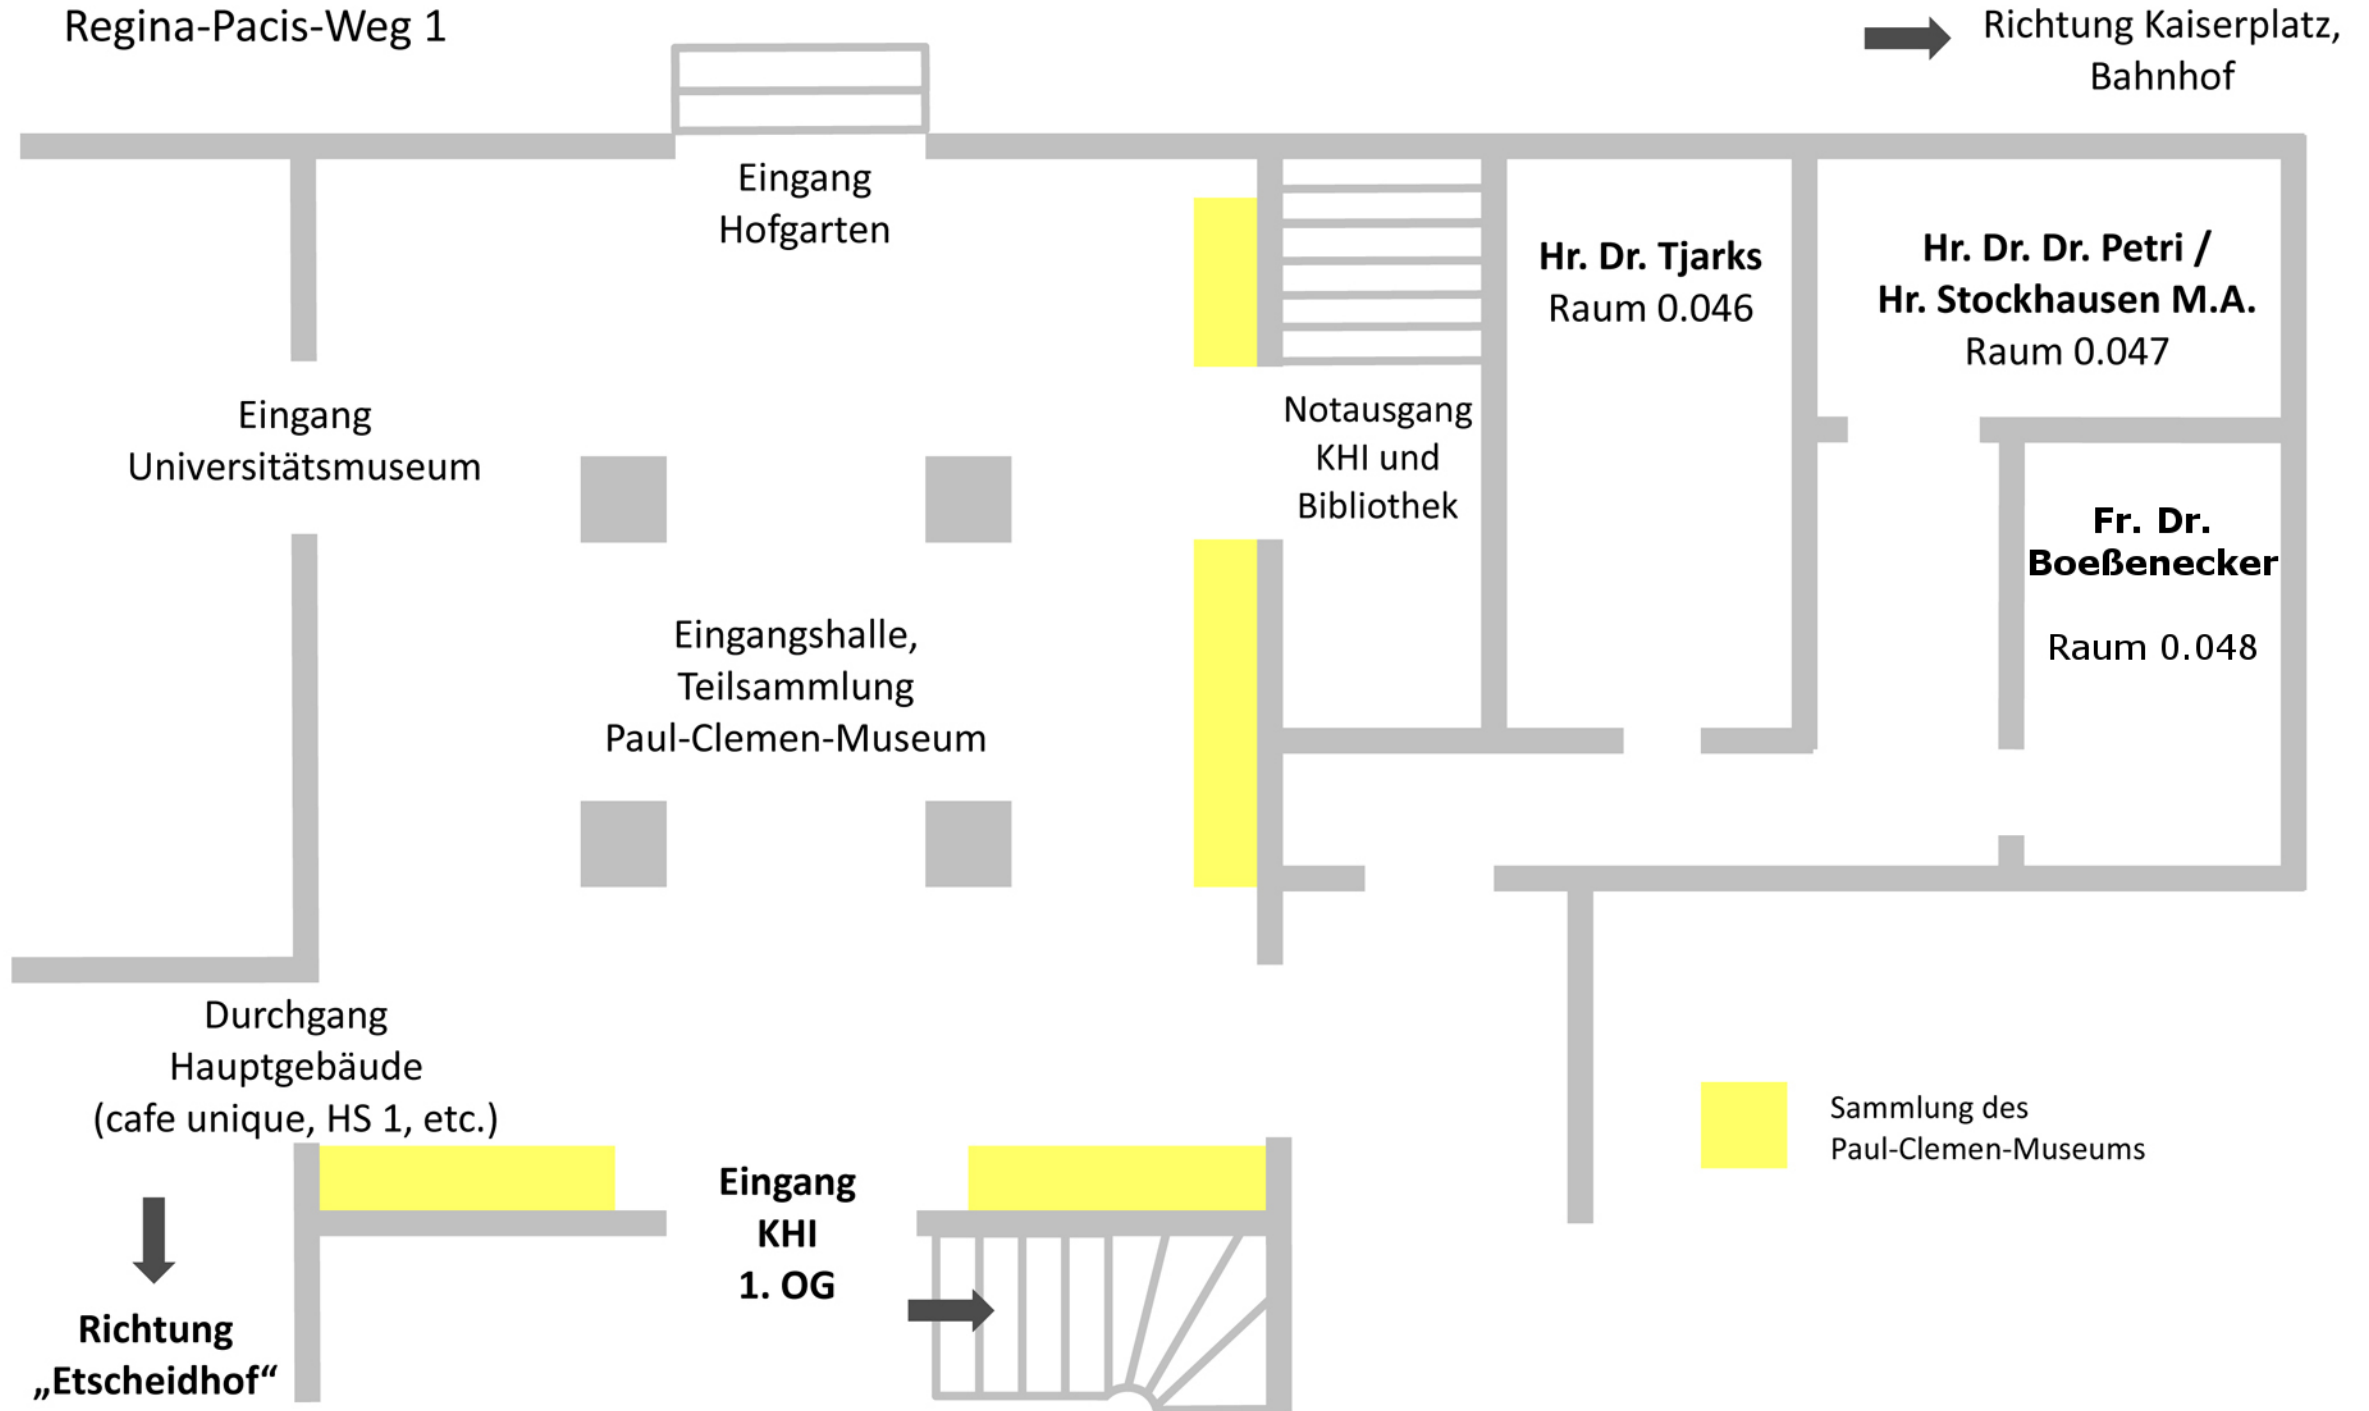 Regina-Pacis-Weg 1
Richtung Kaiserplatz,
Bahnhof
Eingang
Hofgarten
Hr. Dr. Tjarks
Raum 0.046
Hr. Dr. Dr. Petri /
Hr. Stockhausen M.A.
Raum 0.047
Eingang
Universitätsmuseum
Notausgang
KHI und
Bibliothek
Fr. Dr.
Boeßenecker
Raum 0.048
Eingangshalle,
Teilsammlung
Paul-Clemen-Museum
Durchgang
Hauptgebäude
(cafe unique, HS 1, etc.)
Sammlung des
Paul-Clemen-Museums
Eingang
KHI
1. OG
Richtung
„Etscheidhof“